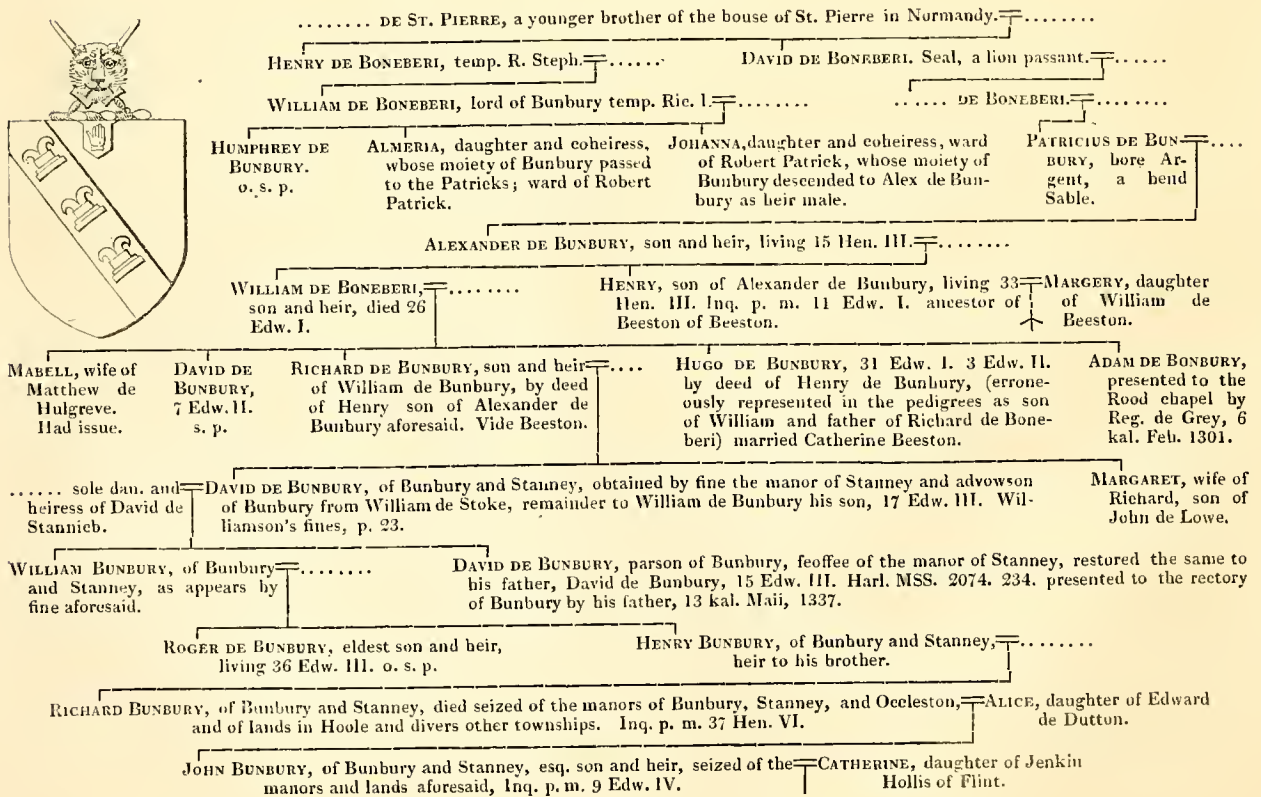 ........ DE ST. PIERRE, a younger brother of the house of St. Pierre in Normandy. ........
HENRY DE BONEBERI, temp. R. Steph. ......
DAVID DE BONEBERI. Seal, a lion passant. ......
WILLIAM DE BONEBERI, lord of Bunbury temp. Ric. I. ........
...... DE BONEBERI. ........
HUMPHREY DE
BUNBURY.
o. s. p.
ALMERIA, daughter and coheiress,
whose moiety of Bunbury passed
to the Patricks; ward of Robert
Patrick.
JOHANNA, daughter and coheiress, ward
of Robert Patrick, whose moiety of
Bunbury descended to Alex de Bun-
bury as heir male.
PATRICIUS DE BUN- ....
BURY, bore Ar-
gent, a bend
Sable.
ALEXANDER DE BUNBURY, son and heir, living 15 Hen. III. ........
WILLIAM DE BONEBERI, ........
son and heir, died 26
Edw. I.
HENRY, son of Alexander de Bunbury, living 33
Hen. III. Inq. p. m. 11 Edw. I. ancestor of
Beeston of Beeston.
MARGERY, daughter
of William de
Beeston.
MABELL, wife of
Matthew de
Hulgreve.
Had issue.
DAVID DE
BUNBURY,
7 Edw. II.
s. p.
RICHARD DE BUNBURY, son and heir ....
of William de Bunbury, by deed
of Henry son of Alexander de
Bunbury aforesaid. Vide Beeston.
HUGO DE BUNBURY, 31 Edw. I. 3 Edw. II.
by deed of Henry de Bunbury, (errone-
ously represented in the pedigrees as son
of William and father of Richard de Bone-
beri) married Catherine Beeston.
ADAM DE BONBURY,
presented to the
Rood chapel by
Reg. de Grey, 6
kal. Feb. 1301.
...... sole dan. and
heiress of David de
Stannieh.
DAVID DE BUNBURY, of Bunbury and Stanney, obtained by fine the manor of Stanney and advowson
of Bunbury from William de Stoke, remainder to William de Bunbury his son, 17 Edw. III. Wil-
liamson's fines, p. 23.
MARGARET, wife of
Richard, son of
John de Lowe.
WILLIAM BUNBURY, of Bunbury ........
and Stanney, as appears by
fine aforesaid.
DAVID DE BUNBURY, parson of Bunbury, feoffee of the manor of Stanney, restored the same to
his father, David de Bunbury, 15 Edw. III. Harl. MSS. 2074. 234. presented to the rectory
of Bunbury by his father, 13 kal. Maii, 1337.
ROGER DE BUNBURY, eldest son and heir,
living 36 Edw. III. o. s. p.
HENRY BUNBURY, of Bunbury and Stanney, ........
heir to his brother.
RICHARD BUNBURY, of Bunbury and Stanney, died seized of the manors of Bunbury, Stanney, and Occleston,
and of lands in Hoole and divers other townships. Inq. p. m. 37 Hen. VI.
ALICE, daughter of Edward
de Dutton.
JOHN BUNBURY, of Bunbury and Stanney, esq. son and heir, seized of the
manors and lands aforesaid, Inq. p. m. 9 Edw. IV.
CATHERINE, daughter of Jenkin
Hollis of Flint.